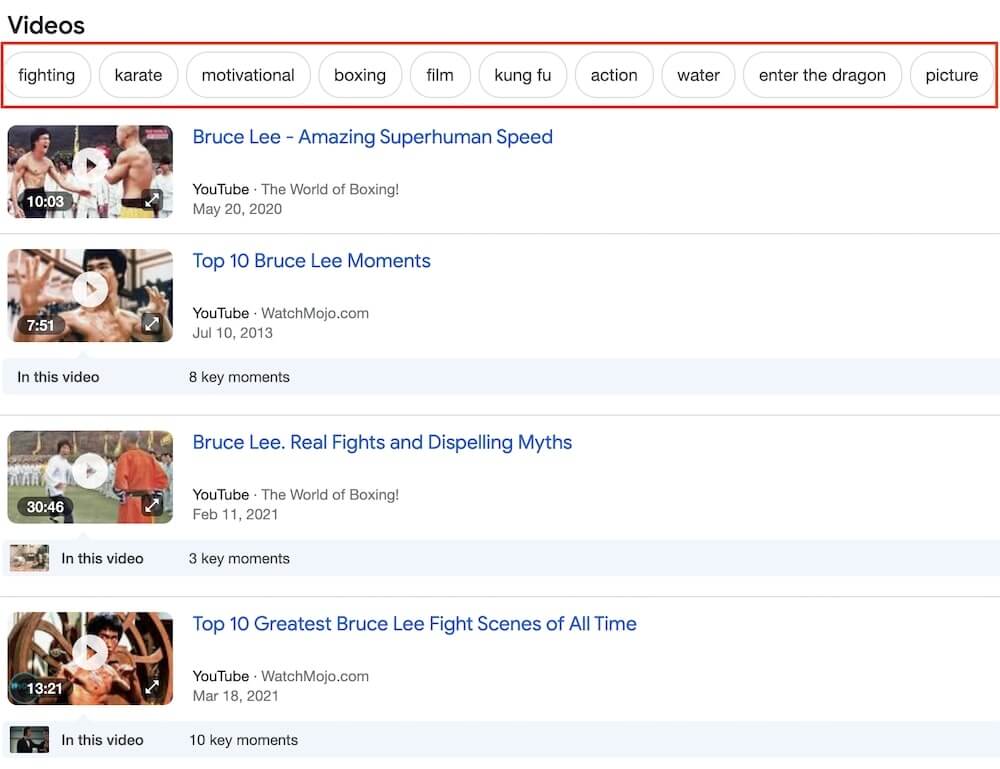 Videos
fighting karate motivational boxing film kung fu action water enter the dragon picture
Bruce Lee - Amazing Superhuman Speed
YouTube · The World of Boxing!
May 20, 2020
10:03
Top 10 Bruce Lee Moments
YouTube · WatchMojo.com
Jul 10, 2013
7:51
In this video 8 key moments
Bruce Lee. Real Fights and Dispelling Myths
YouTube · The World of Boxing!
Feb 11, 2021
30:46
In this video 3 key moments
Top 10 Greatest Bruce Lee Fight Scenes of All Time
YouTube · WatchMojo.com
Mar 18, 2021
13:21
In this video 10 key moments